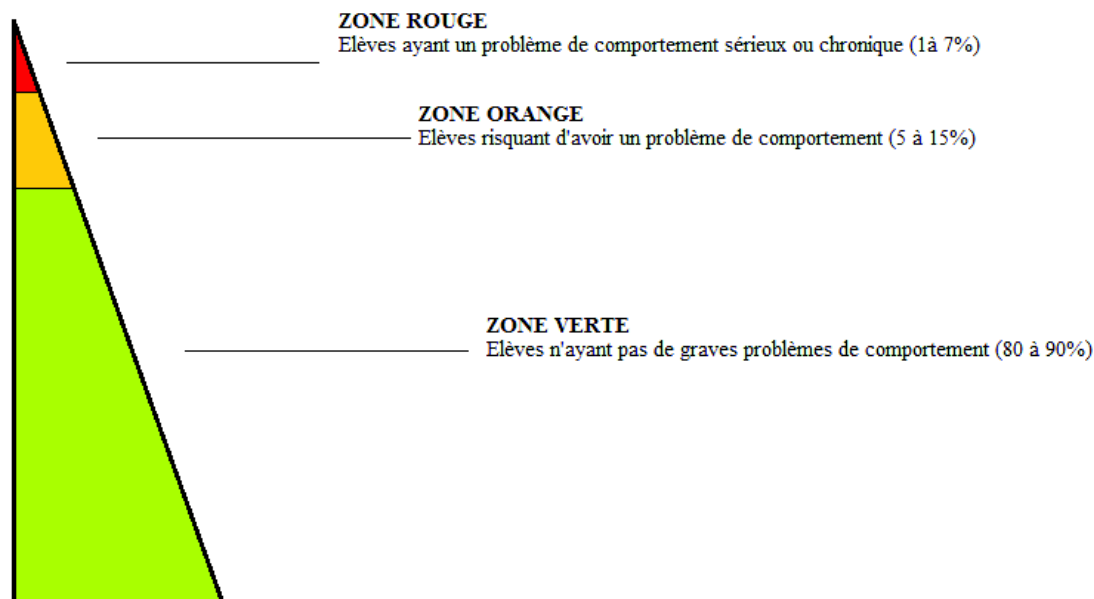 ZONE ROUGE
Elèves ayant un problème de comportement sérieux ou chronique (1à 7%)
ZONE ORANGE
Elèves risquant d'avoir un problème de comportement (5 à 15%)
ZONE VERTE
Elèves n'ayant pas de graves problèmes de comportement (80 à 90%)